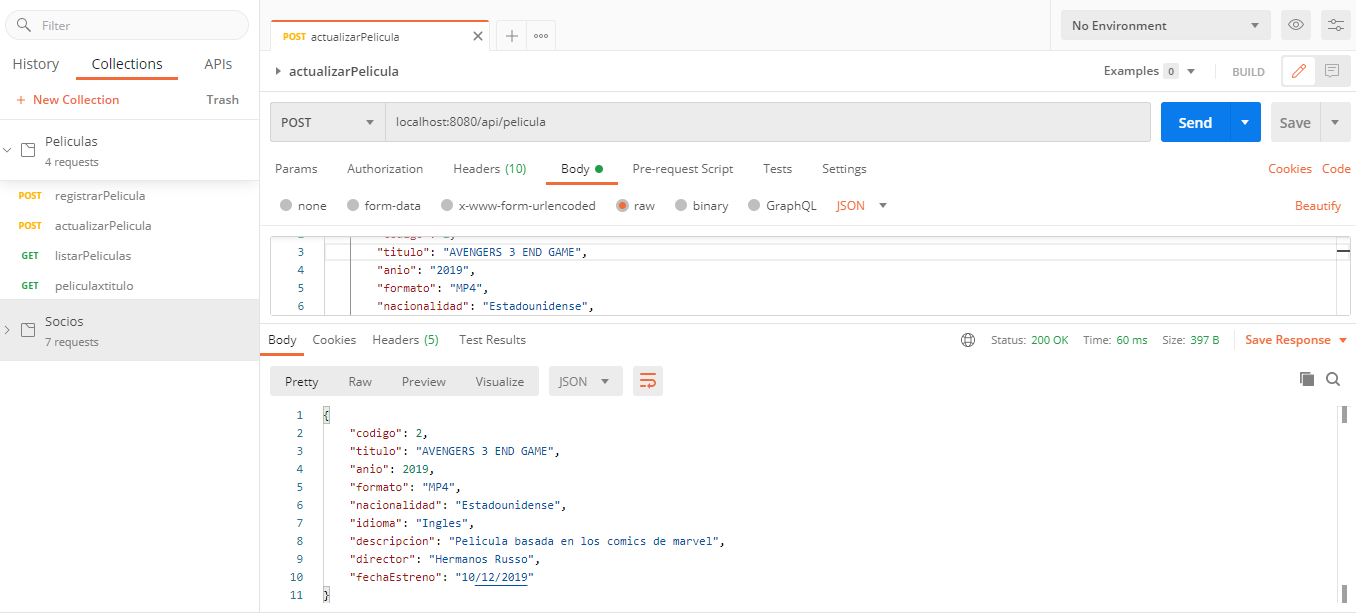 Filter
History Collections APIs
+ New Collection Trash
Peliculas
4 requests
POST registrarPelicula
POST actualizarPelicula
GET listarPeliculas
GET peliculaxtitulo
Socios
7 requests
POST actualizarPelicula
No Environment
actualizarPelicula
Examples 0 BUILD
POST localhost:8080/api/pelicula Send Save
Params Authorization Headers (10) Body Pre-request Script Tests Settings Cookies Code
none form-data x-www-form-urlencoded raw binary GraphQL JSON Beautify
3 "titulo": "AVENGERS 3 END GAME",
4 "anio": "2019",
5 "formato": "MP4",
6 "nacionalidad": "Estadounidense",
Body Cookies Headers (5) Test Results Status: 200 OK Time: 60 ms Size: 397 B Save Response
Pretty Raw Preview Visualize JSON
1 {
2 "codigo": 2,
3 "titulo": "AVENGERS 3 END GAME",
4 "anio": 2019,
5 "formato": "MP4",
6 "nacionalidad": "Estadounidense",
7 "idioma": "Ingles",
8 "descripcion": "Pelicula basada en los comics de marvel",
9 "director": "Hermanos Russo",
10 "fechaEstreno": "10/12/2019"
11 }